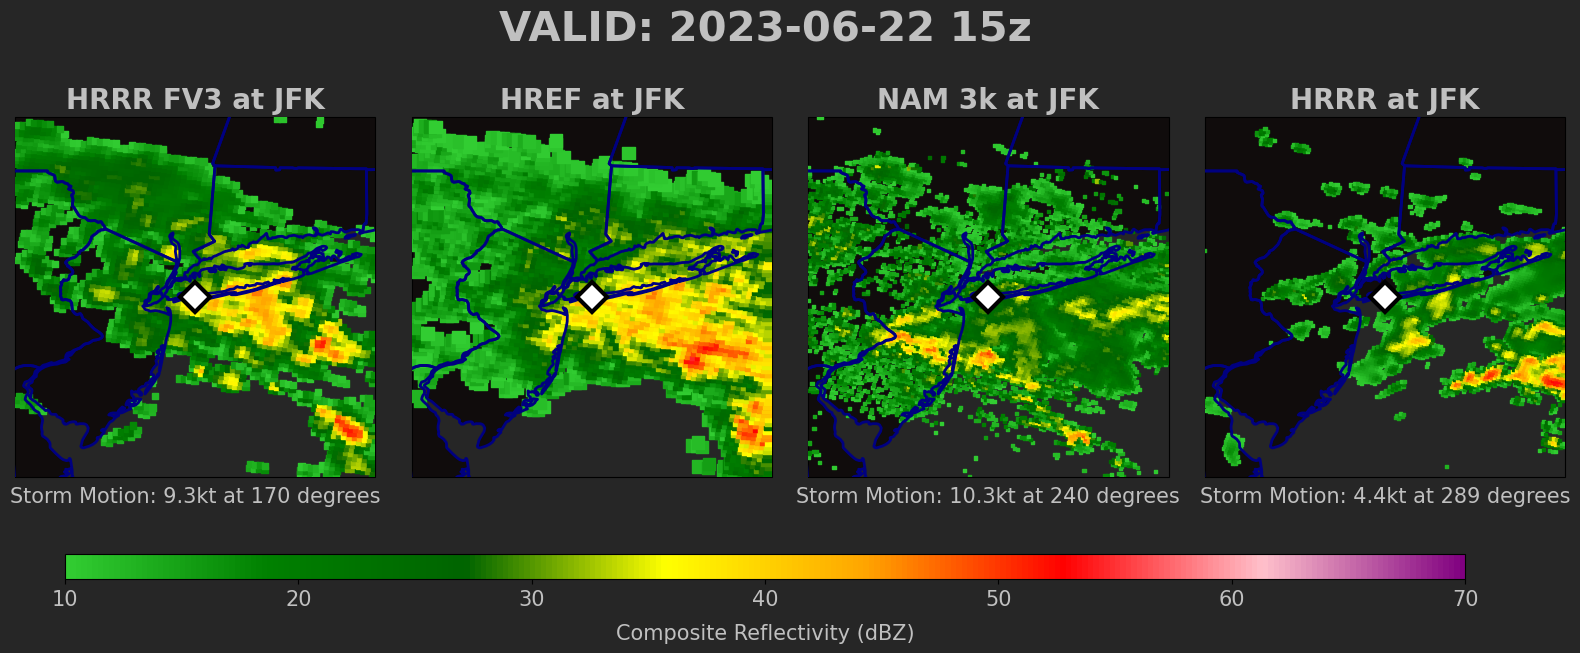 VALID: 2023-06-22 15z
HRRR FV3 at JFK
HREF at JFK
NAM 3k at JFK
HRRR at JFK
Storm Motion: 9.3kt at 170 degrees
Storm Motion: 10.3kt at 240 degrees
Storm Motion: 4.4kt at 289 degrees
10 20 30 40 50 60 70
Composite Reflectivity (dBZ)